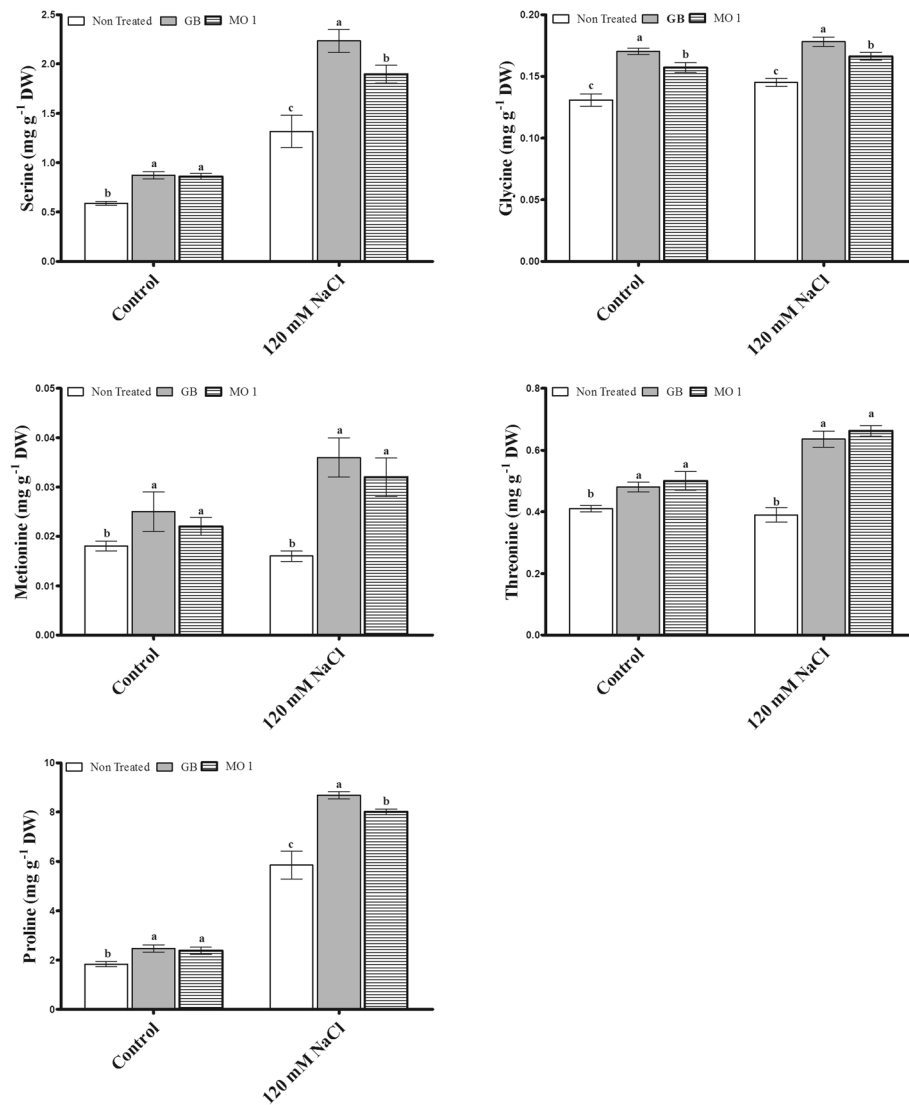 Non Treated GB MO 1
Serine (mg g⁻¹ DW)
2.5
2.0
1.5
1.0
0.5
0.0
b a a c a b
Control 120 mM NaCl
Non Treated GB MO 1
Glycine (mg g⁻¹ DW)
0.20
0.15
0.10
0.05
0.00
c a b c a b
Control 120 mM NaCl
Non Treated GB MO 1
Metionine (mg g⁻¹ DW)
0.05
0.04
0.03
0.02
0.01
0.00
b a a b a a
Control 120 mM NaCl
Non Treated GB MO 1
Threonine (mg g⁻¹ DW)
0.8
0.6
0.4
0.2
0.0
b a a b a a
Control 120 mM NaCl
Non Treated GB MO 1
Proline (mg g⁻¹ DW)
10
8
6
4
2
0
b a a c a b
Control 120 mM NaCl